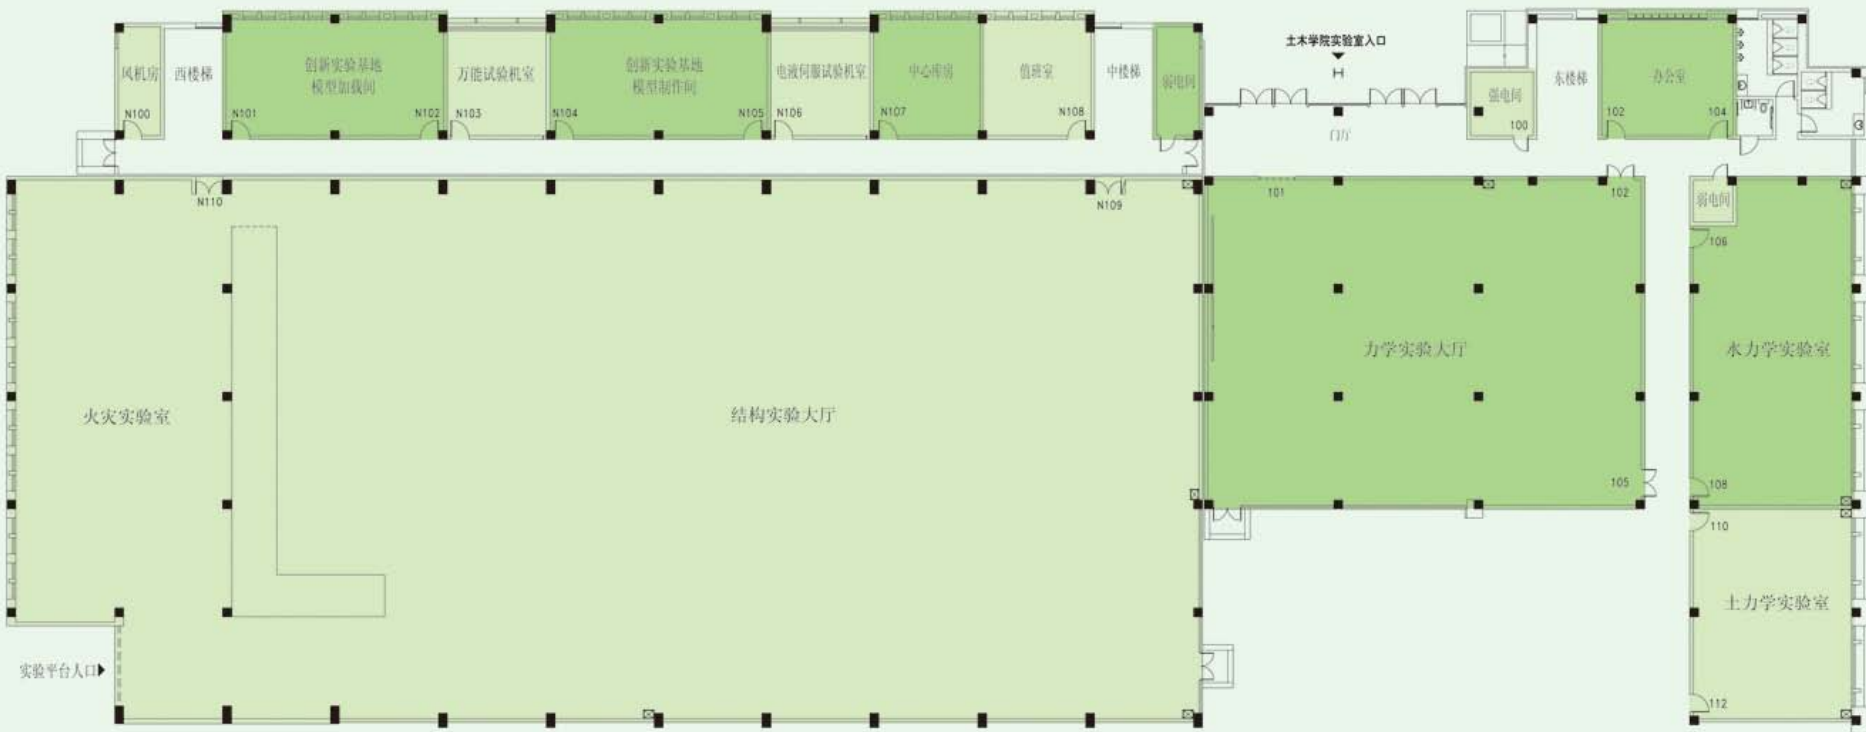 土木学院实验室入口
H
风机房
N100
西楼梯
创新实验基地
模型加载间
N101
N102
万能试验机室
N103
创新实验基地
模型制作间
N104
N105
电液伺服试验机室
N106
中心库房
N107
值班室
N108
中楼梯
弱电间
门厅
强电间
100
东楼梯
办公室
102
104
N110
N109
101
102
弱电间
106
火灾实验室
结构实验大厅
力学实验大厅
水力学实验室
105
108
110
土力学实验室
112
实验平台入口